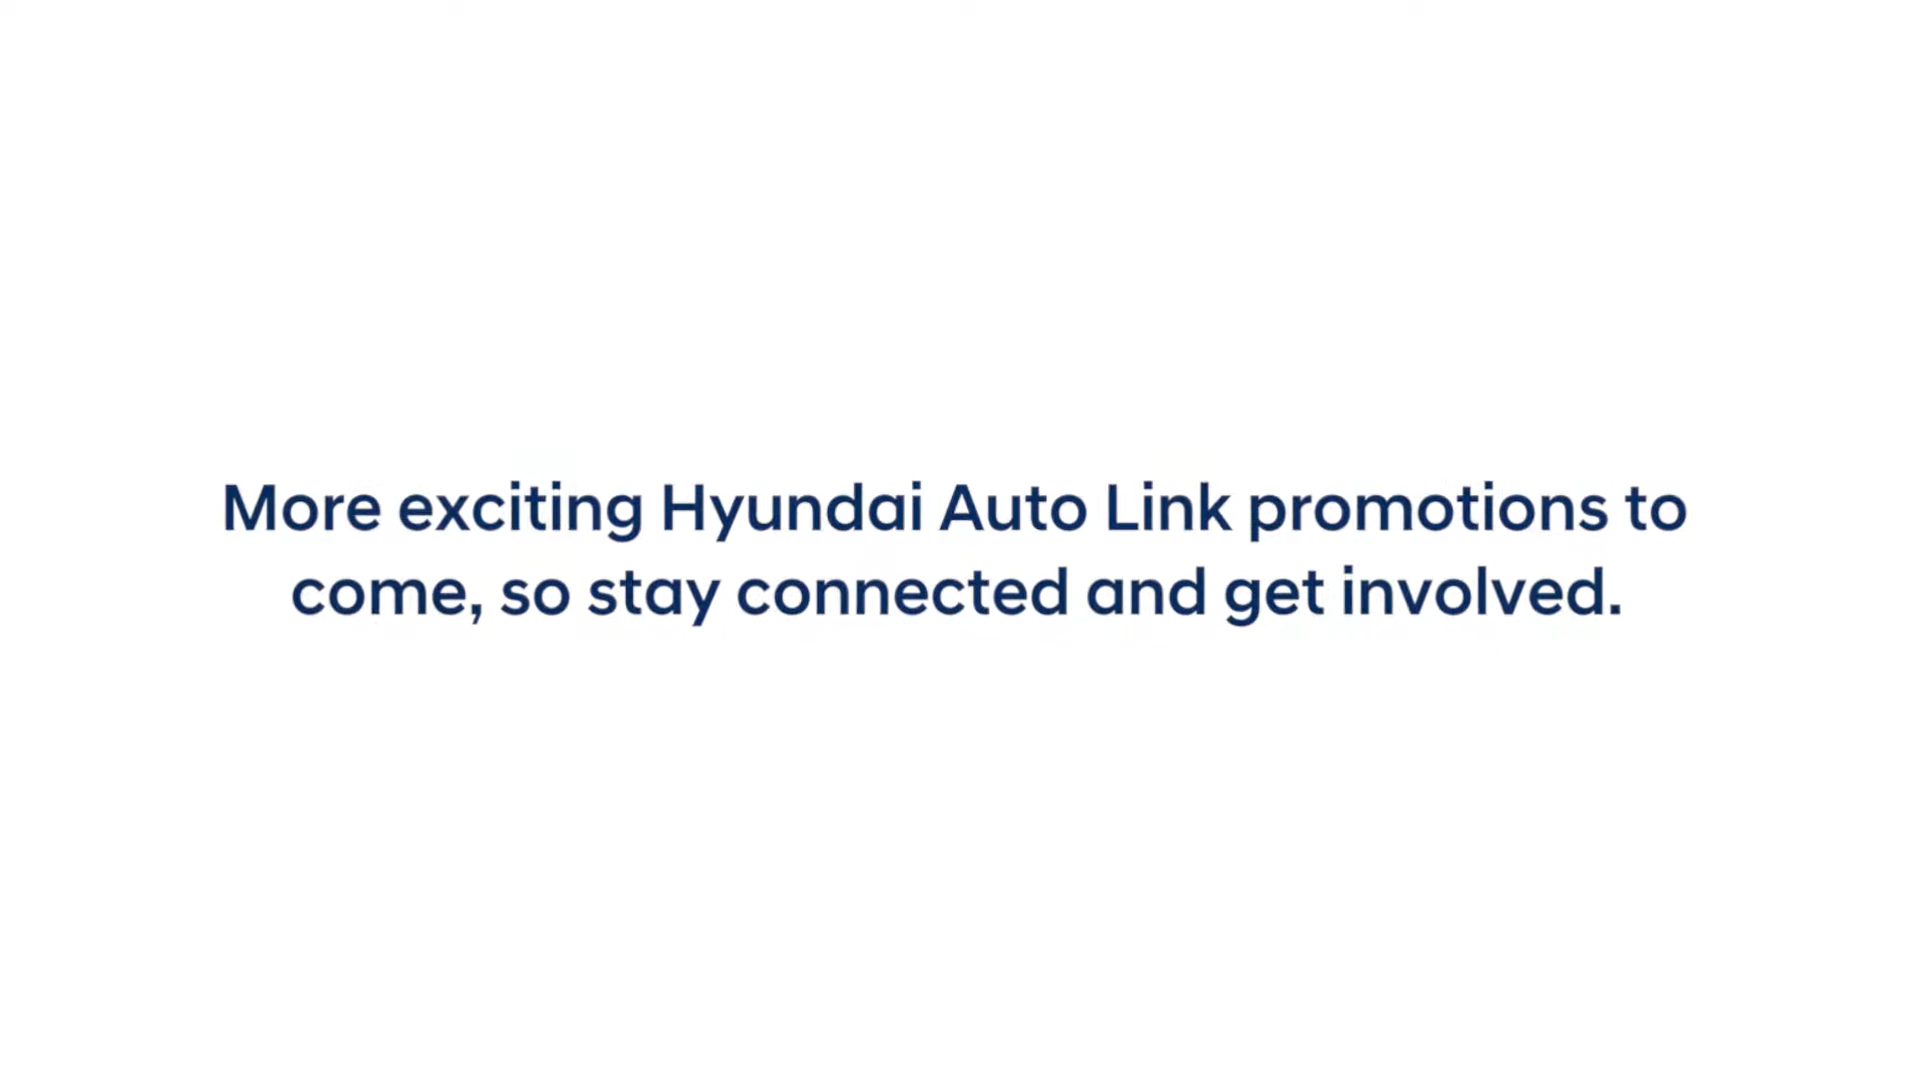 More exciting Hyundai Auto Link promotions to
come, so stay connected and get involved.